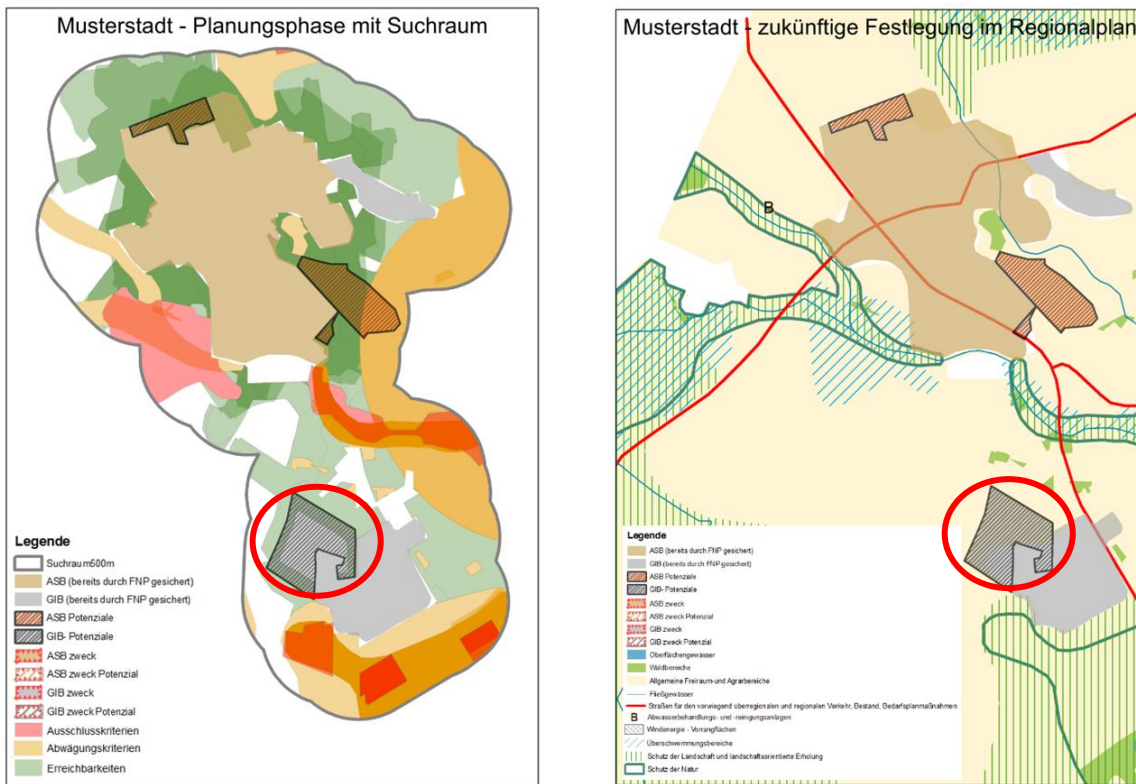 Musterstadt - Planungsphase mit Suchraum
Legende
Suchraum500m
ASB (bereits durch FNP gesichert)
GIB (bereits durch FNP gesichert)
ASB Potenziale
GIB- Potenziale
ASB zweck
ASB zweck Potenzial
GIB zweck
GIB zweck Potenzial
Ausschlusskriterien
Abwägungskriterien
Erreichbarkeiten
Musterstadt - zukünftige Festlegung im Regionalplan
B
Legende
ASB (bereits durch FNP gesichert)
GIB (bereits durch FNP gesichert)
ASB Potenziale
GIB- Potenziale
ASB zweck
ASB zweck Potenzial
GIB zweck
GIB zweck Potenzial
Oberflächengewässer
Waldbereiche
Allgemeine Freiraum-und Agrarbereiche
Fließgewässer
Straßen für den vorwiegend überregionalen und regionalen Verkehr, Bestand, Bedarfsplanmaßnahmen
B Abwasserbehandlungs- und -reinigungsanlagen
Windenergie - Vorrangflächen
Überschwemmungsbereiche
Schutz der Landschaft und landschaftsorientierte Erholung
Schutz der Natur